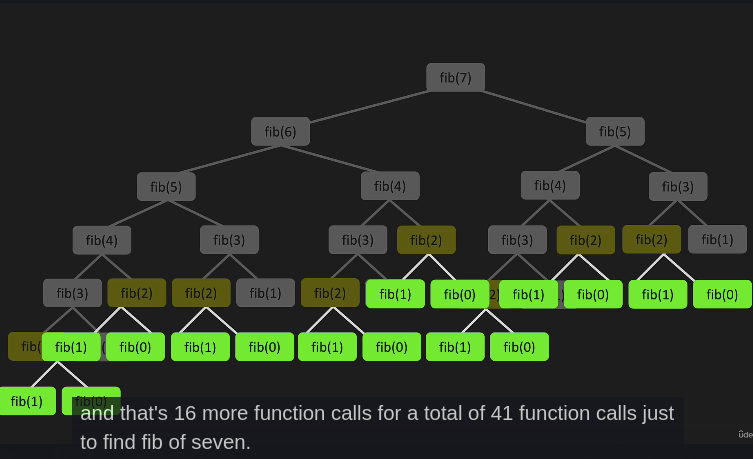 fib(7)
fib(6) fib(5)
fib(5) fib(4) fib(4) fib(3)
fib(4) fib(3) fib(3) fib(2) fib(3) fib(2) fib(2) fib(1)
fib(3) fib(2) fib(2) fib(1) fib(2) fib(1) fib(0) 2) fib(1) ) fib(0) fib(1) fib(0)
fib( fib(1) fib(0) fib(1) fib(0) fib(1) fib(0) fib(1) fib(0)
fib(1) fib(0)
and that's 16 more function calls for a total of 41 function calls just
to find fib of seven.
ûde